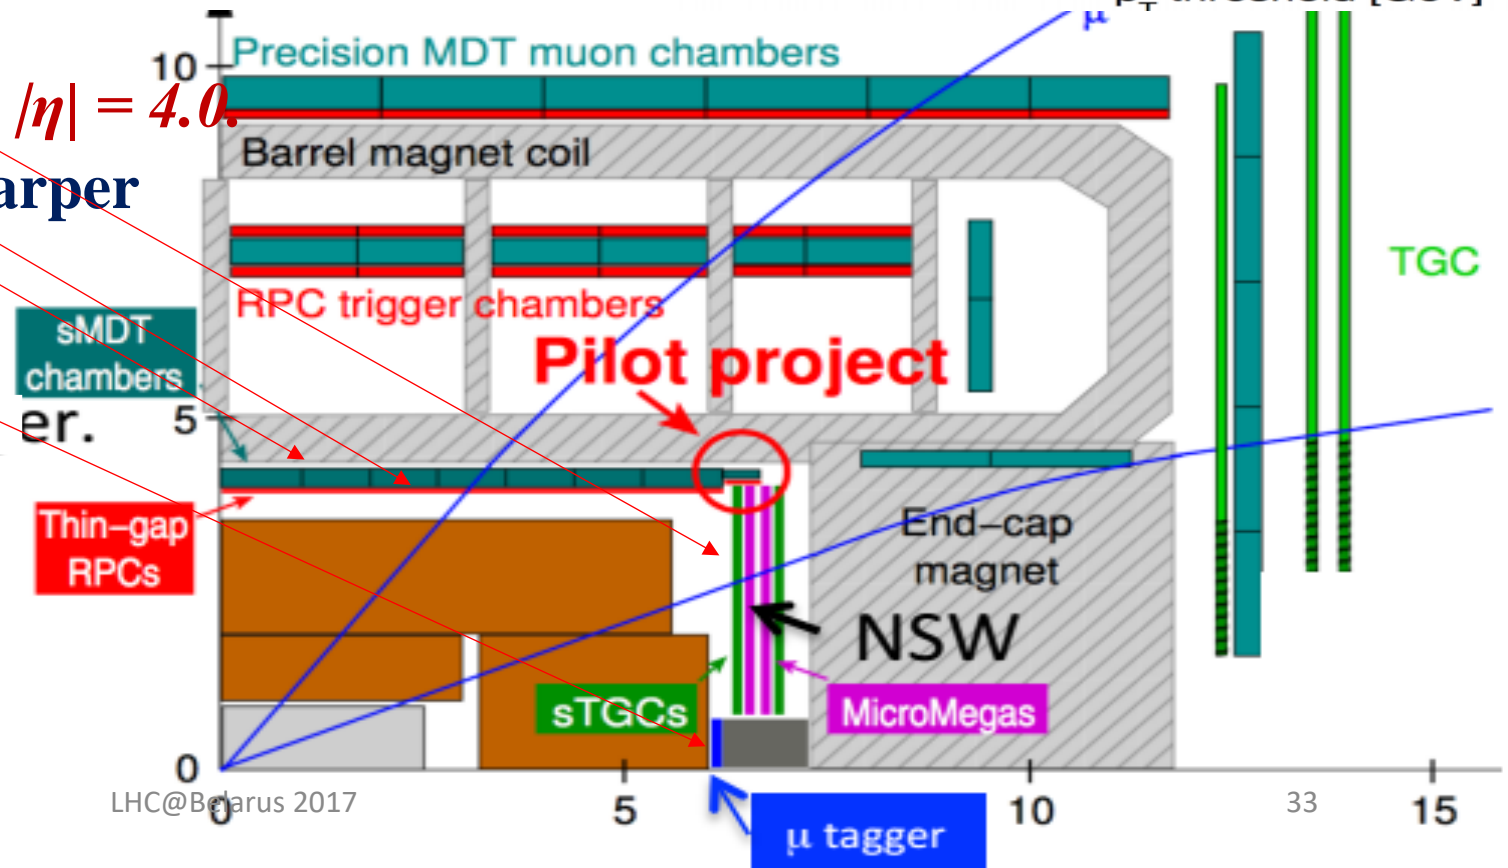 μ
10
Precision MDT muon chambers
|η| = 4.0.
Barrel magnet coil
arper
TGC
RPC trigger chambers
sMDT
chambers
Pilot project
er.
5
Thin-gap
RPCs
End-cap
magnet
NSW
sTGCs
MicroMegas
0
LHC@Belarus 2017
0
5
10
33
15
μ tagger